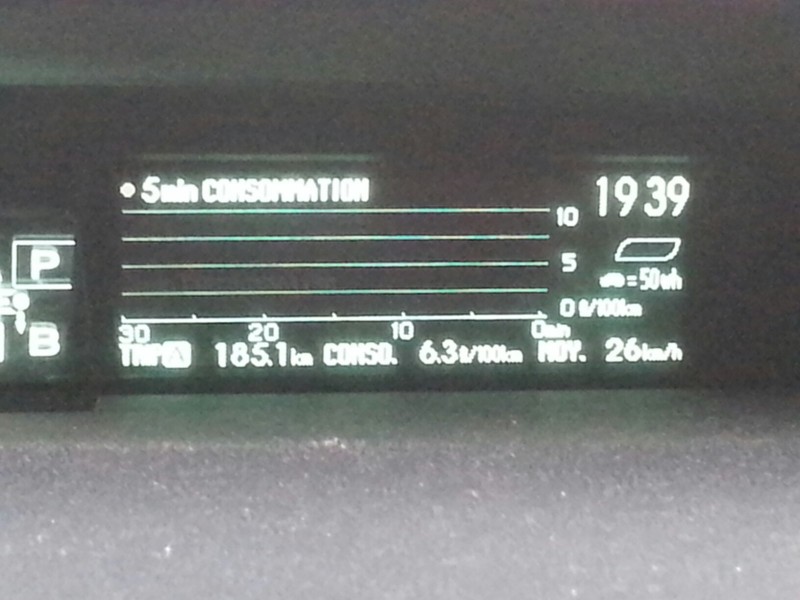 5min CONSOMMATION
19 39
10
5
=50Wh
0 ℓ/100km
30 20 10 0min
TRIP A 185.1km CONSO. 6.3ℓ/100km MOY. 26km/h
P
B